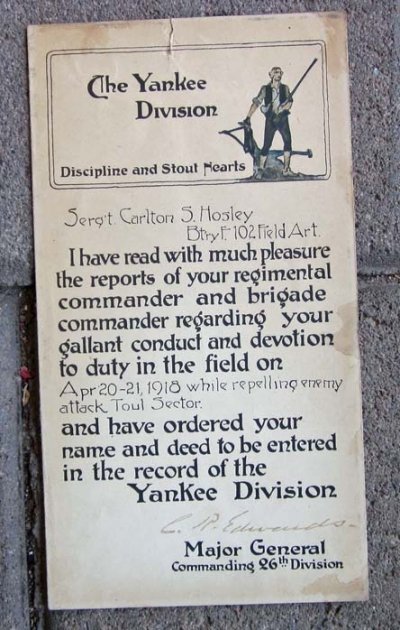 The Yankee
Division
Discipline and Stout Hearts
Serg't. Carlton S. Hosley
Btry F. 102 Field Art.
I have read with much pleasure
the reports of your regimental
commander and brigade
commander regarding your
gallant conduct and devotion
to duty in the field on
Apr 20-21, 1918 while repelling enemy
attack, Toul Sector.
and have ordered your
name and deed to be entered
in the record of the
Yankee Division
C. R. Edwards-
Major General
Commanding 26th Division